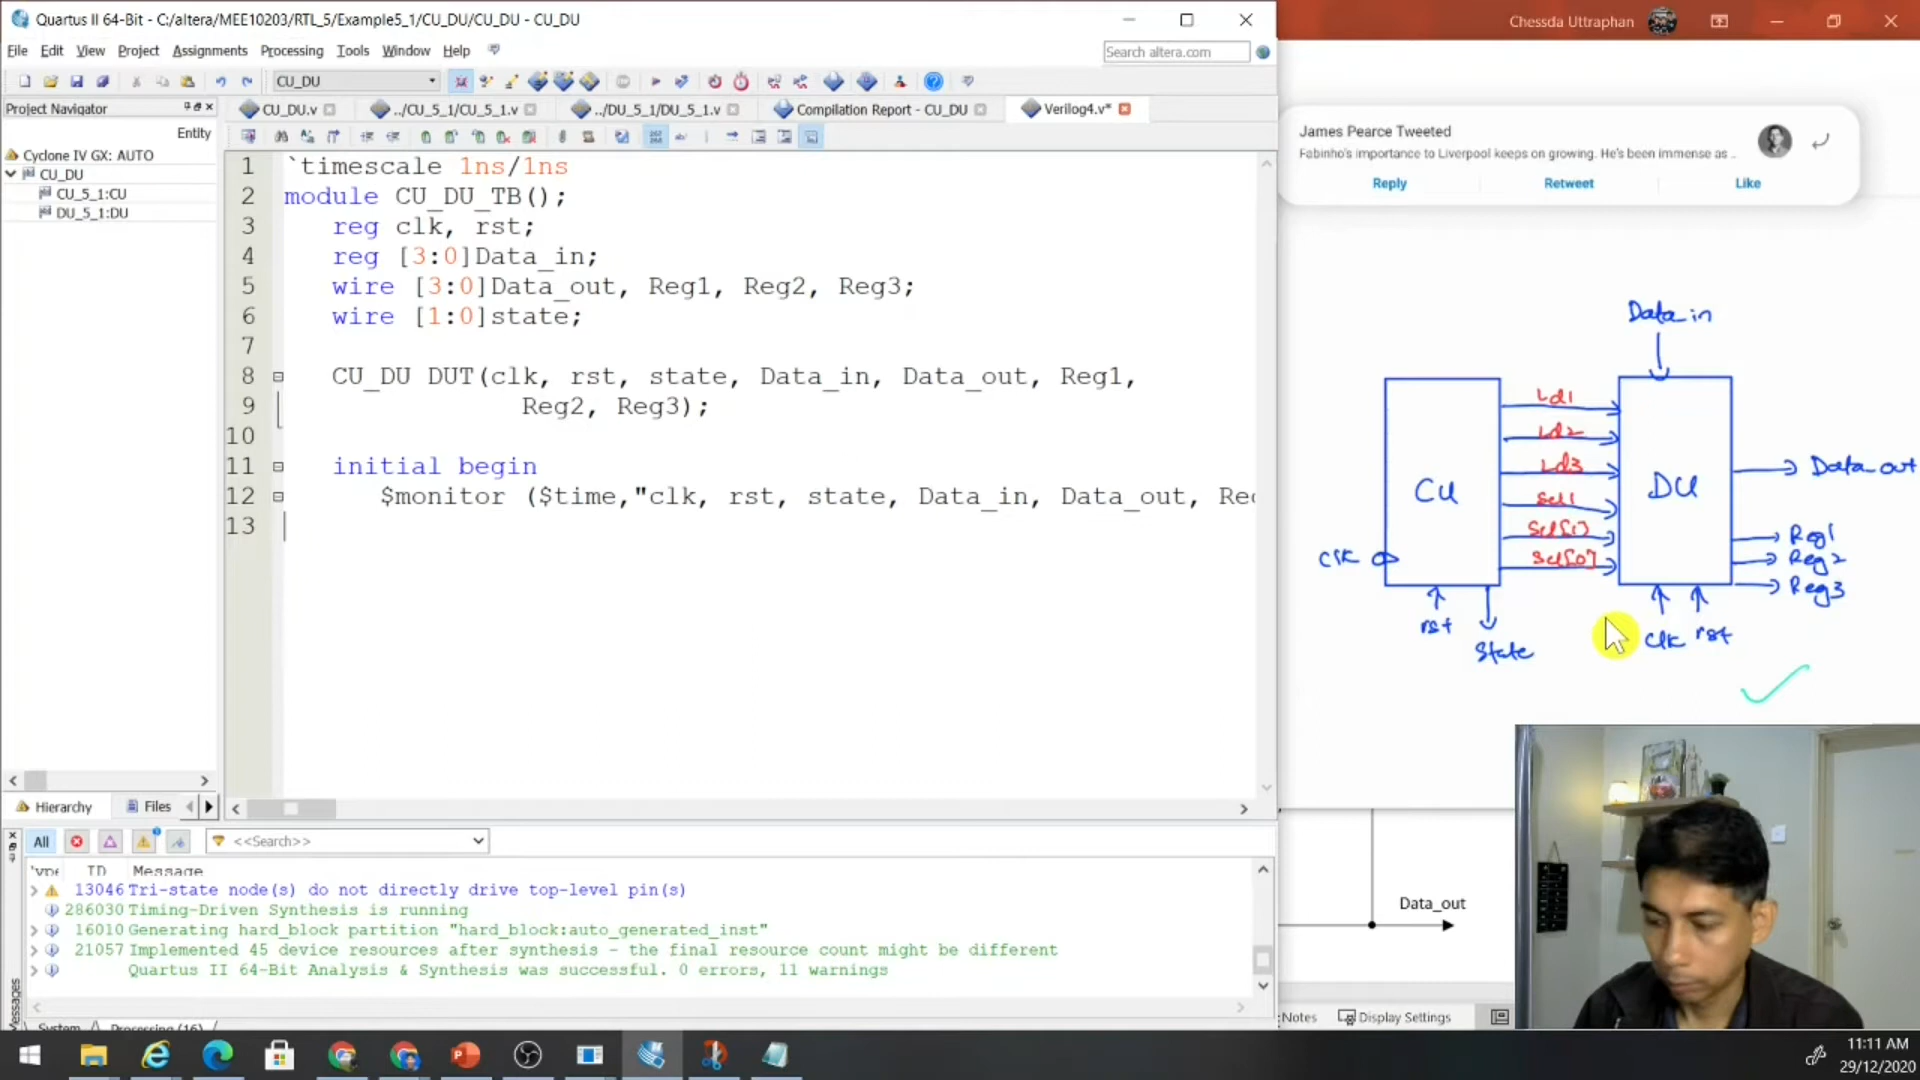 Quartus II 64-Bit - C:/altera/MEE10203/RTL_5/Example5_1/CU_DU/CU_DU - CU_DU
File Edit View Project Assignments Processing Tools Window Help
Search altera.com
CU_DU
Project Navigator
Entity
Cyclone IV GX: AUTO
CU_DU
CU_5_1:CU
DU_5_1:DU
CU_DU.v
../CU_5_1/CU_5_1.v
../DU_5_1/DU_5_1.v
Compilation Report - CU_DU
Verilog4.v*
1 `timescale 1ns/1ns
2 module CU_DU_TB();
3 reg clk, rst;
4 reg [3:0]Data_in;
5 wire [3:0]Data_out, Reg1, Reg2, Reg3;
6 wire [1:0]state;
7
8 CU_DU DUT(clk, rst, state, Data_in, Data_out, Reg1,
9 Reg2, Reg3);
10
11 initial begin
12 $monitor ($time,"clk, rst, state, Data_in, Data_out, Re
13
Hierarchy Files
All <<Search>>
ID Message
13046 Tri-state node(s) do not directly drive top-level pin(s)
286030 Timing-Driven Synthesis is running
16010 Generating hard_block partition "hard_block:auto_generated_inst"
21057 Implemented 45 device resources after synthesis - the final resource count might be different
Quartus II 64-Bit Analysis & Synthesis was successful. 0 errors, 11 warnings
Messages
System Processing (16)
Chessda Uttraphan
James Pearce Tweeted
Fabinho's importance to Liverpool keeps on growing. He's been immense as ...
Reply Retweet Like
Data_in
Ld1
Ld2
Ld3
Sel1
Sel[1]
Sel[0]
CU
DU
Data_out
Reg1
Reg2
Reg3
Clk
rst
State
Clk rst
Data_out
Notes Display Settings
11:11 AM
29/12/2020